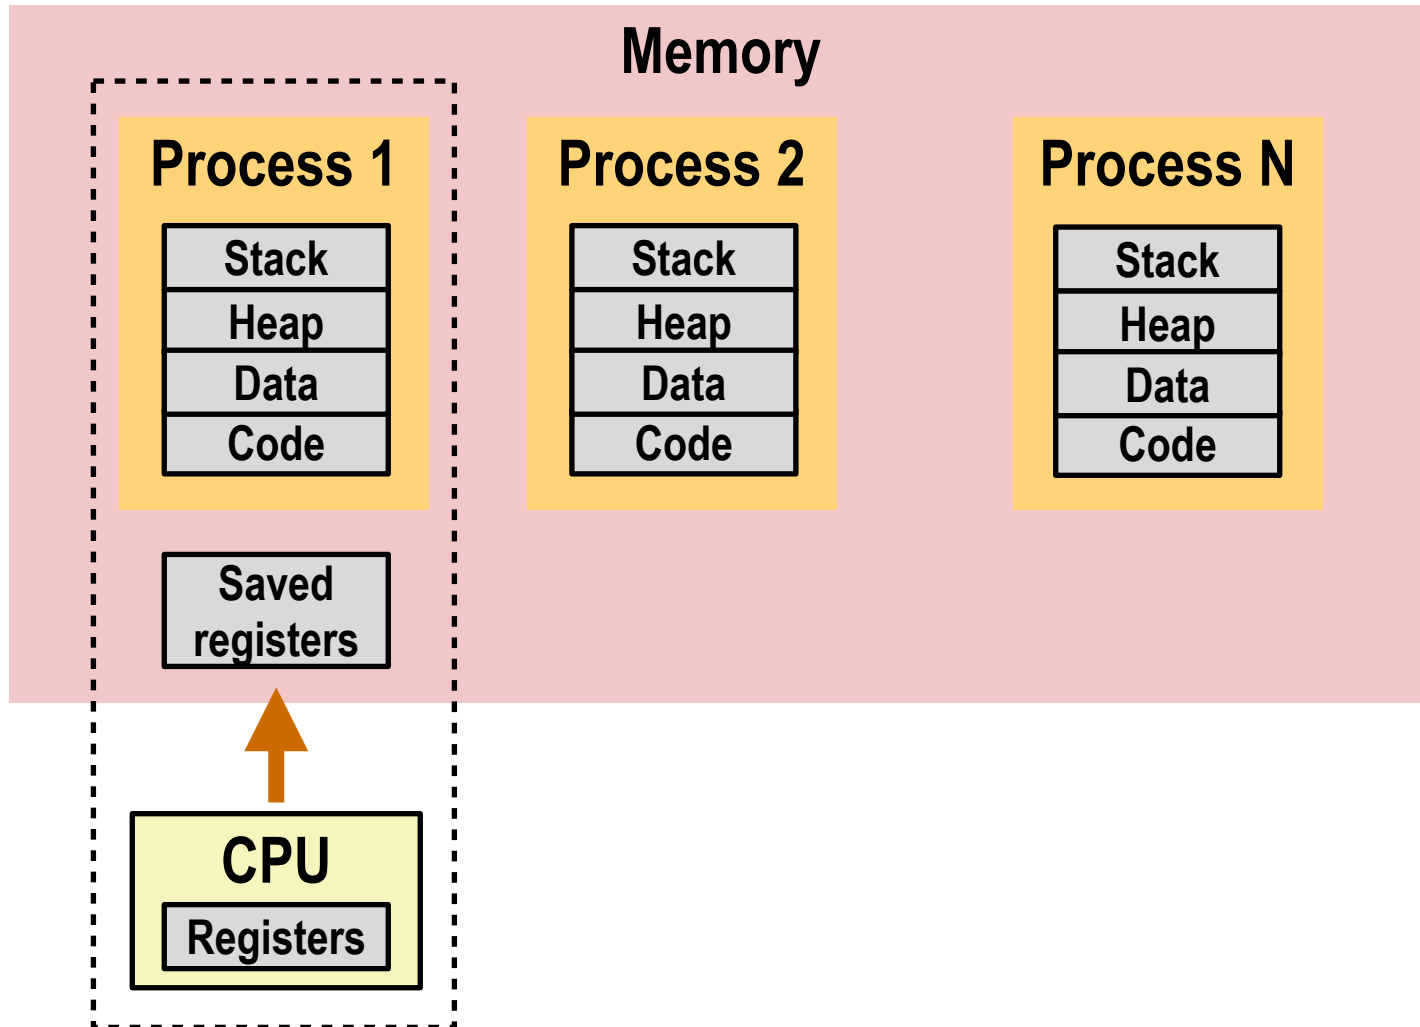 Memory
Process 1
Stack
Heap
Data
Code
Saved
registers
CPU
Registers
Process 2
Stack
Heap
Data
Code
Process N
Stack
Heap
Data
Code